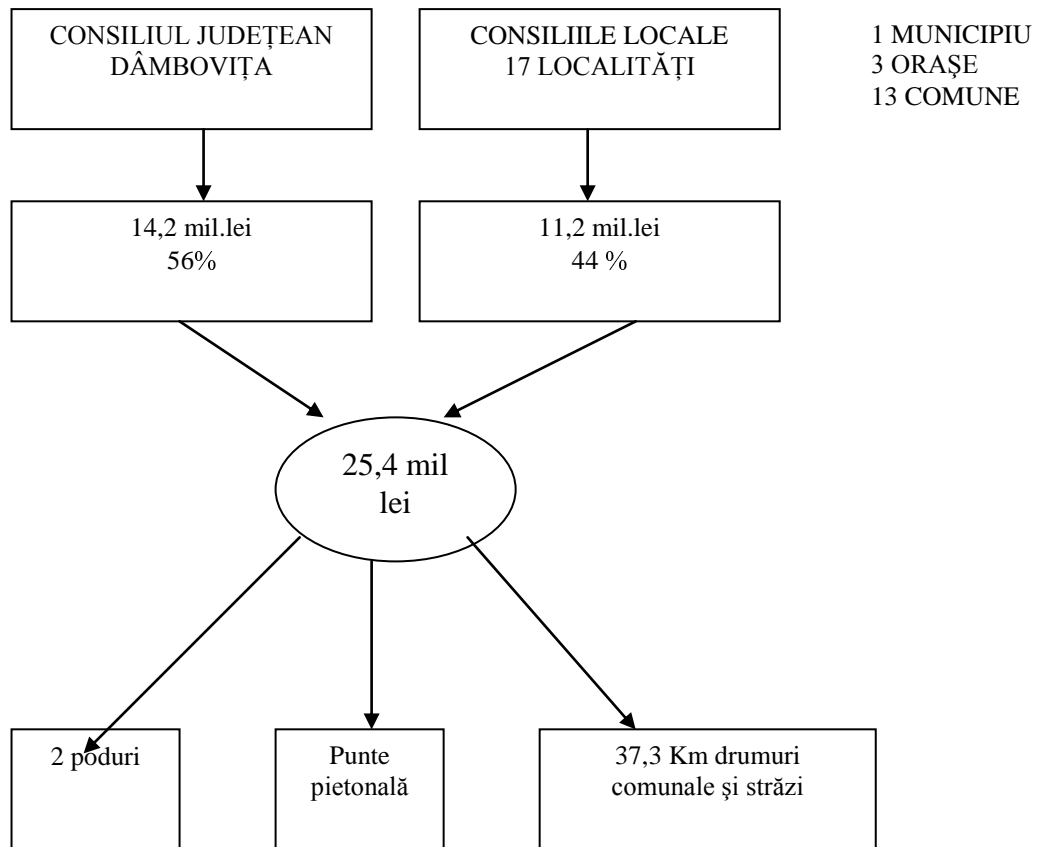 CONSILIUL JUDEȚEAN
DÂMBOVIȚA
CONSILIILE LOCALE
17 LOCALITĂȚI
1 MUNICIPIU
3 ORAŞE
13 COMUNE
14,2 mil.lei
56%
11,2 mil.lei
44 %
25,4 mil
lei
2 poduri
Punte
pietonală
37,3 Km drumuri
comunale şi străzi